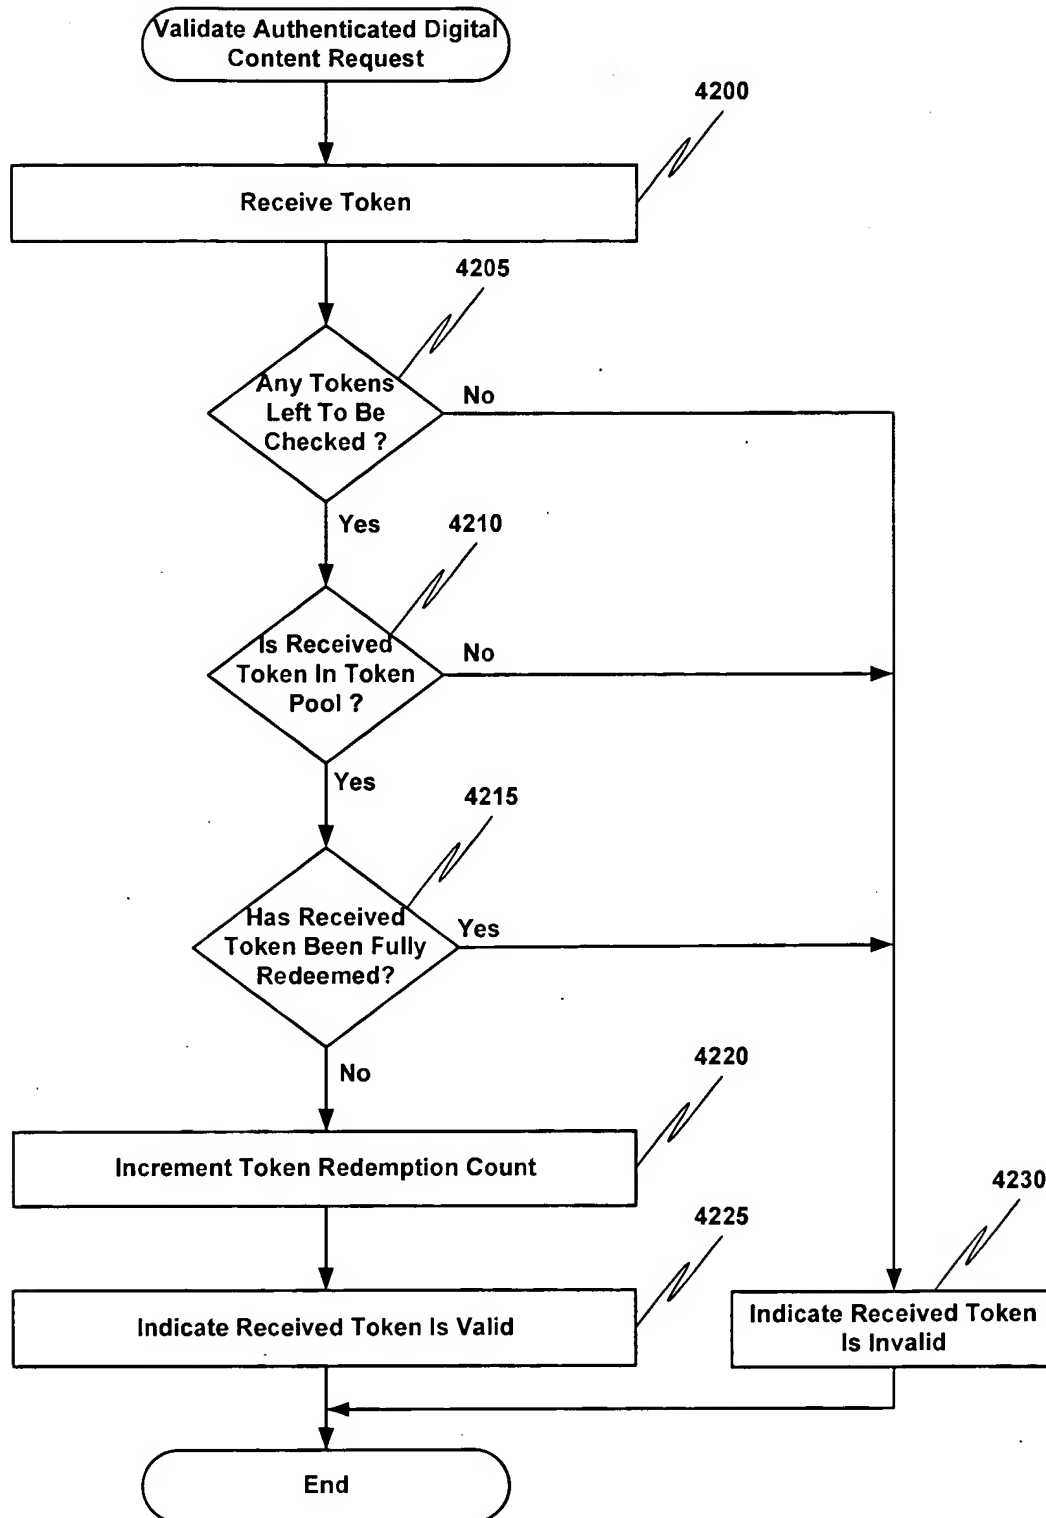 Validate Authenticated Digital
Content Request
4200
Receive Token
4205
Any Tokens
Left To Be
Checked ?
No
Yes
4210
Is Received
Token In Token
Pool ?
No
Yes
4215
Has Received
Token Been Fully
Redeemed?
Yes
No
4220
Increment Token Redemption Count
4230
4225
Indicate Received Token Is Valid
Indicate Received Token
Is Invalid
End